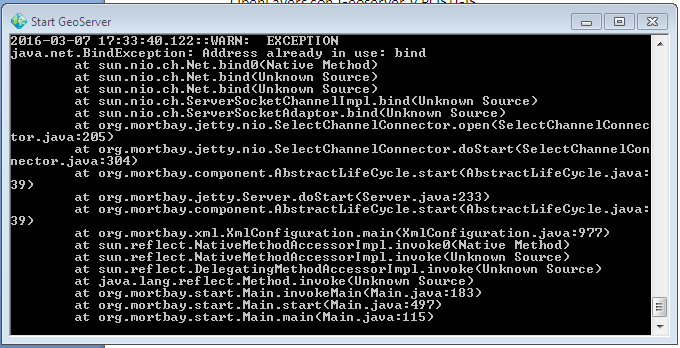 OpenLayers con Geoserver y POSTGIS
Start GeoServer
2016-03-07 17:33:40.122::WARN:  EXCEPTION
java.net.BindException: Address already in use: bind
        at sun.nio.ch.Net.bind0(Native Method)
        at sun.nio.ch.Net.bind(Unknown Source)
        at sun.nio.ch.Net.bind(Unknown Source)
        at sun.nio.ch.ServerSocketChannelImpl.bind(Unknown Source)
        at sun.nio.ch.ServerSocketAdaptor.bind(Unknown Source)
        at org.mortbay.jetty.nio.SelectChannelConnector.open(SelectChannelConnec
tor.java:205)
        at org.mortbay.jetty.nio.SelectChannelConnector.doStart(SelectChannelCon
nector.java:304)
        at org.mortbay.component.AbstractLifeCycle.start(AbstractLifeCycle.java:
39)
        at org.mortbay.jetty.Server.doStart(Server.java:233)
        at org.mortbay.component.AbstractLifeCycle.start(AbstractLifeCycle.java:
39)
        at org.mortbay.xml.XmlConfiguration.main(XmlConfiguration.java:977)
        at sun.reflect.NativeMethodAccessorImpl.invoke0(Native Method)
        at sun.reflect.NativeMethodAccessorImpl.invoke(Unknown Source)
        at sun.reflect.DelegatingMethodAccessorImpl.invoke(Unknown Source)
        at java.lang.reflect.Method.invoke(Unknown Source)
        at org.mortbay.start.Main.invokeMain(Main.java:183)
        at org.mortbay.start.Main.start(Main.java:497)
        at org.mortbay.start.Main.main(Main.java:115)